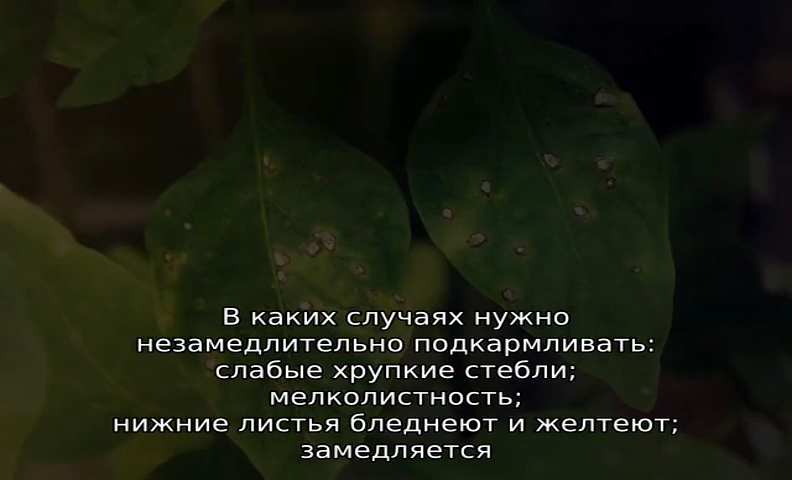 В каких случаях нужно
незамедлительно подкармливать:
слабые хрупкие стебли;
мелколистность;
нижние листья бледнеют и желтеют;
замедляется